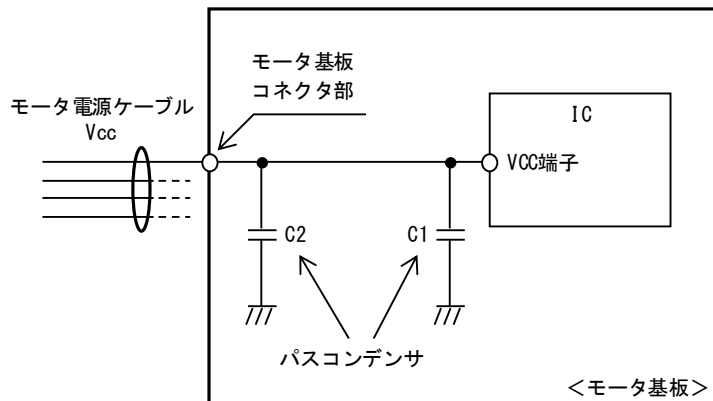 モータ基板
コネクタ部
モータ電源ケーブル
Vcc
IC
VCC端子
C2
C1
パスコンデンサ
＜モータ基板＞